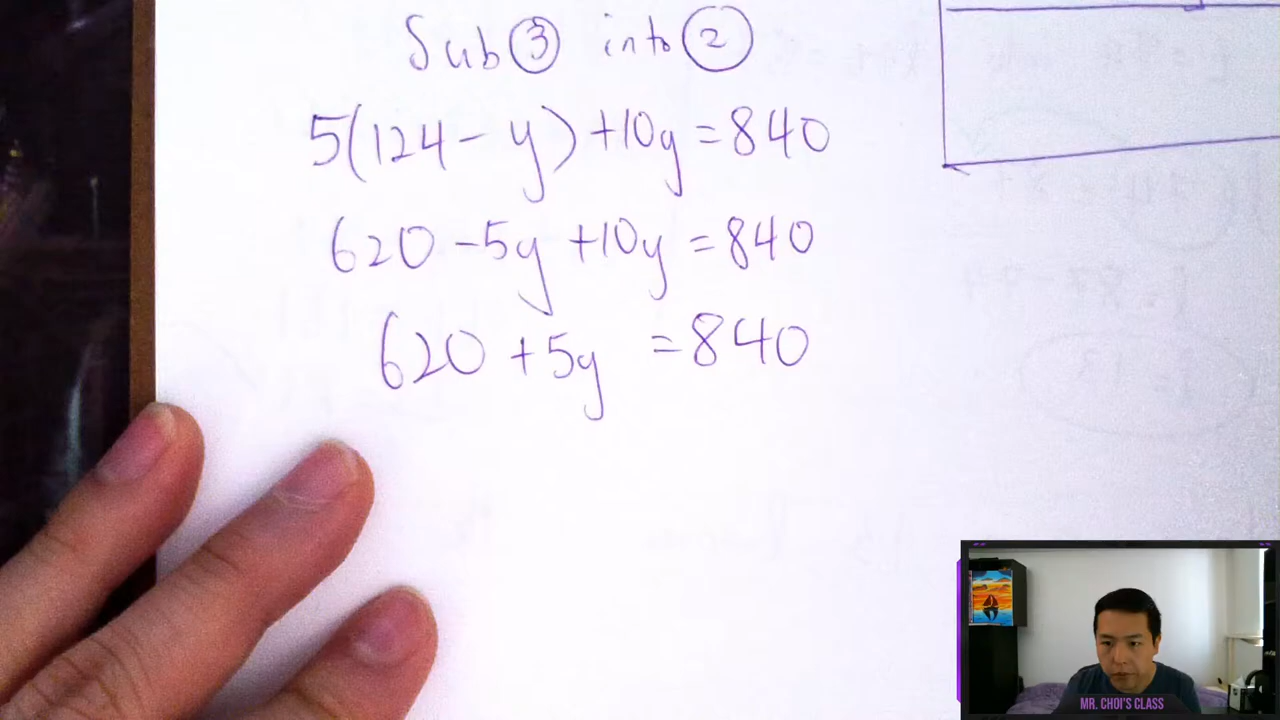 Sub ③ into ②
5(124 - y) + 10y = 840
620 - 5y + 10y = 840
620 + 5y = 840
MR. CHOI'S CLASS